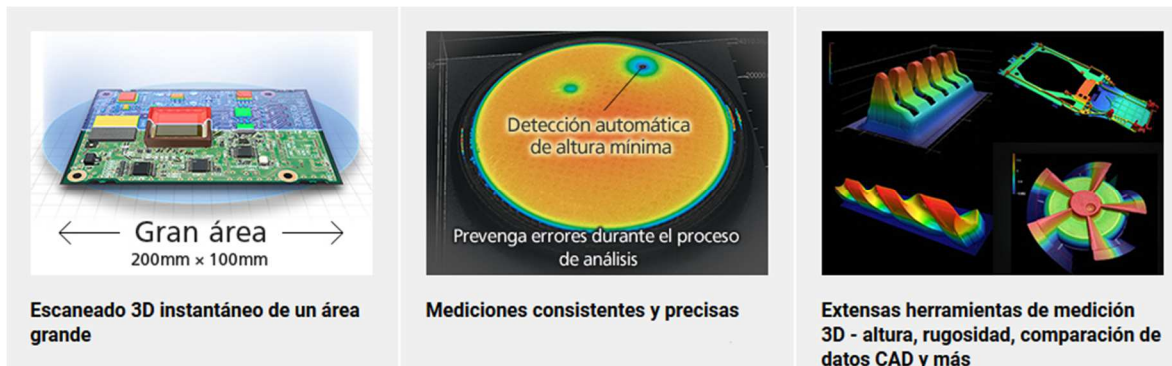 Gran área
200mm × 100mm
Escaneado 3D instantáneo de un área
grande
Detección automática
de altura mínima
Prevenga errores durante el proceso
de análisis
Mediciones consistentes y precisas
Extensas herramientas de medición
3D - altura, rugosidad, comparación de
datos CAD y más